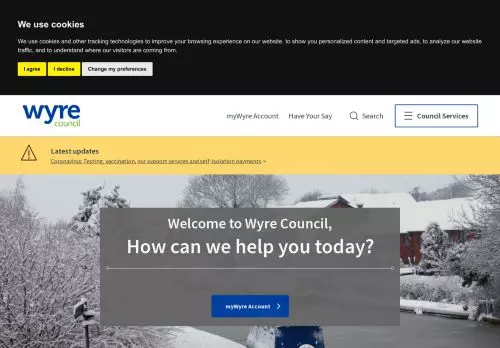 We use cookies
We use cookies and other tracking technologies to improve your browsing experience on our website, to show you personalized content and targeted ads, to analyze our website
traffic, and to understand where our visitors are coming from.
I agree I decline Change my preferences
wyre
council
myWyre Account Have Your Say Search Council Services
Latest updates
Coronavirus: Testing, vaccination, our support services and self-isolation payments >
Welcome to Wyre Council,
How can we help you today?
myWyre Account